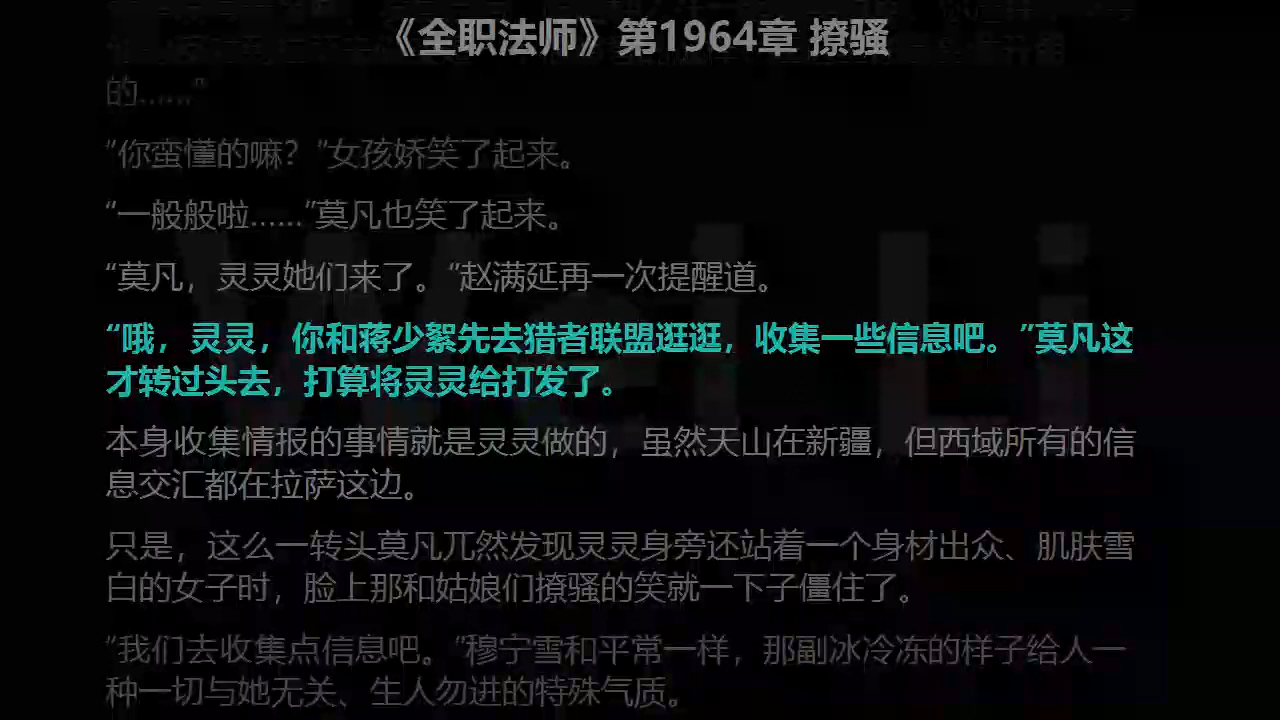 《全职法师》第1964章 撩骚
的……”
“你蛮懂的嘛？”女孩娇笑了起来。
“一般般啦……”莫凡也笑了起来。
“莫凡，灵灵她们来了。“赵满延再一次提醒道。
“哦，灵灵，你和蒋少絮先去猎者联盟逛逛，收集一些信息吧。”莫凡这
才转过头去，打算将灵灵给打发了。
本身收集情报的事情就是灵灵做的，虽然天山在新疆，但西域所有的信
息交汇都在拉萨这边。
只是，这么一转头莫凡兀然发现灵灵身旁还站着一个身材出众、肌肤雪
白的女子时，脸上那和姑娘们撩骚的笑就一下子僵住了。
“我们去收集点信息吧。”穆宁雪和平常一样，那副冰冷冻的样子给人一
种一切与她无关、生人勿进的特殊气质。
Wei Li